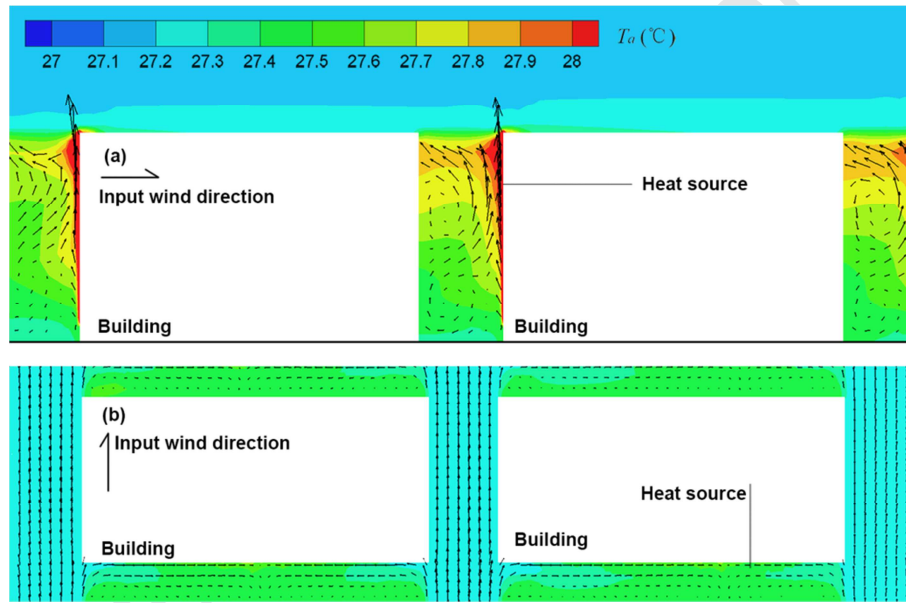 Ta (℃)
27 27.1 27.2 27.3 27.4 27.5 27.6 27.7 27.8 27.9 28
(a)
Input wind direction
Heat source
Building
Building
(b)
Input wind direction
Heat source
Building
Building